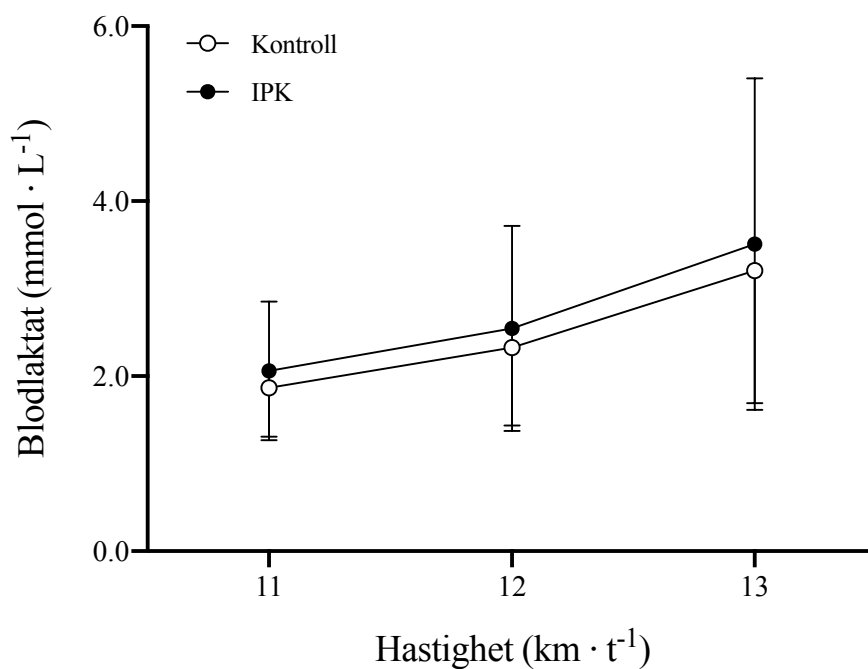 6.0
4.0
2.0
0.0
Blodlaktat (mmol · L⁻¹)
Kontroll
IPK
11 12 13
Hastighet (km · t⁻¹)